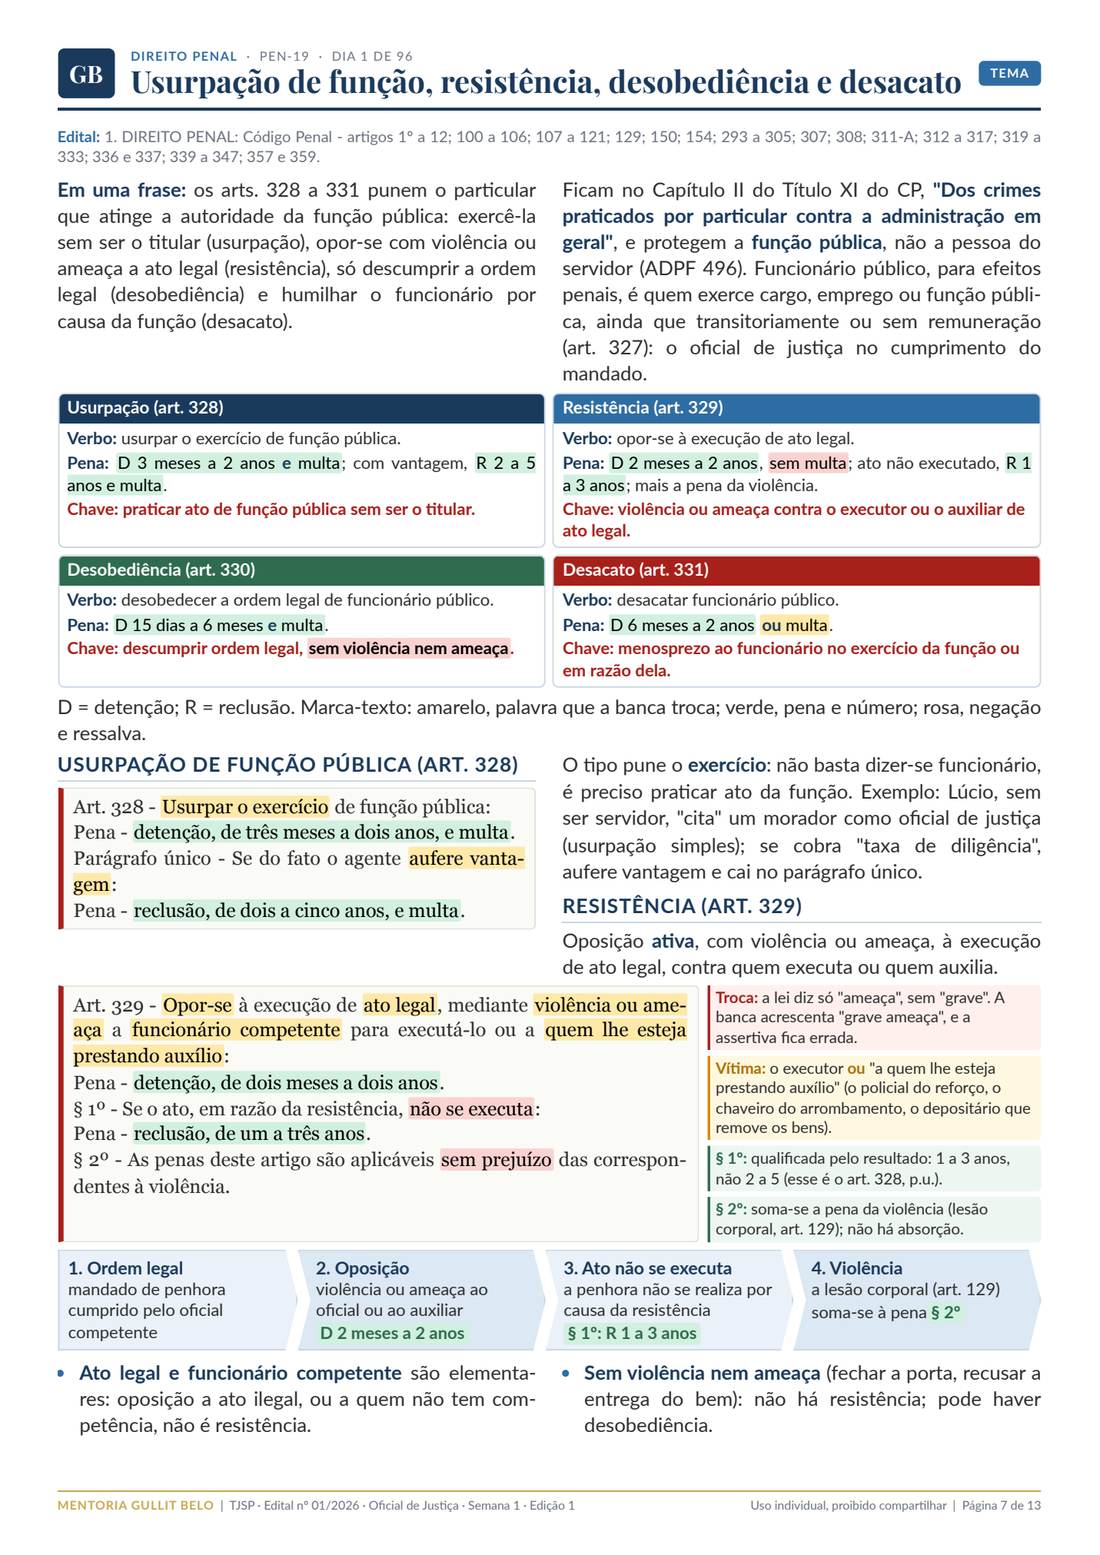 GB
DIREITO PENAL · PEN-19 · DIA 1 DE 96
Usurpação de função, resistência, desobediência e desacato
TEMA
Edital: 1. DIREITO PENAL: Código Penal - artigos 1º a 12; 100 a 106; 107 a 121; 129; 150; 154; 293 a 305; 307; 308; 311-A; 312 a 317; 319 a
333; 336 e 337; 339 a 347; 357 e 359.
Em uma frase: os arts. 328 a 331 punem o particular
que atinge a autoridade da função pública: exercê-la
sem ser o titular (usurpação), opor-se com violência ou
ameaça a ato legal (resistência), só descumprir a ordem
legal (desobediência) e humilhar o funcionário por
causa da função (desacato).
Ficam no Capítulo II do Título XI do CP, "Dos crimes
praticados por particular contra a administração em
geral", e protegem a função pública, não a pessoa do
servidor (ADPF 496). Funcionário público, para efeitos
penais, é quem exerce cargo, emprego ou função públi-
ca, ainda que transitoriamente ou sem remuneração
(art. 327): o oficial de justiça no cumprimento do
mandado.
Usurpação (art. 328)
Verbo: usurpar o exercício de função pública.
Pena: D 3 meses a 2 anos e multa; com vantagem, R 2 a 5
anos e multa.
Chave: praticar ato de função pública sem ser o titular.
Resistência (art. 329)
Verbo: opor-se à execução de ato legal.
Pena: D 2 meses a 2 anos, sem multa; ato não executado, R 1
a 3 anos; mais a pena da violência.
Chave: violência ou ameaça contra o executor ou o auxiliar de
ato legal.
Desobediência (art. 330)
Verbo: desobedecer a ordem legal de funcionário público.
Pena: D 15 dias a 6 meses e multa.
Chave: descumprir ordem legal, sem violência nem ameaça.
Desacato (art. 331)
Verbo: desacatar funcionário público.
Pena: D 6 meses a 2 anos ou multa.
Chave: menosprezo ao funcionário no exercício da função ou
em razão dela.
D = detenção; R = reclusão. Marca-texto: amarelo, palavra que a banca troca; verde, pena e número; rosa, negação
e ressalva.
USURPAÇÃO DE FUNÇÃO PÚBLICA (ART. 328)
Art. 328 - Usurpar o exercício de função pública:
Pena - detenção, de três meses a dois anos, e multa.
Parágrafo único - Se do fato o agente aufere vanta-
gem:
Pena - reclusão, de dois a cinco anos, e multa.
O tipo pune o exercício: não basta dizer-se funcionário,
é preciso praticar ato da função. Exemplo: Lúcio, sem
ser servidor, "cita" um morador como oficial de justiça
(usurpação simples); se cobra "taxa de diligência",
aufere vantagem e cai no parágrafo único.
RESISTÊNCIA (ART. 329)
Oposição ativa, com violência ou ameaça, à execução
de ato legal, contra quem executa ou quem auxilia.
Art. 329 - Opor-se à execução de ato legal, mediante violência ou ame-
aça a funcionário competente para executá-lo ou a quem lhe esteja
prestando auxílio:
Pena - detenção, de dois meses a dois anos.
§ 1º - Se o ato, em razão da resistência, não se executa:
Pena - reclusão, de um a três anos.
§ 2º - As penas deste artigo são aplicáveis sem prejuízo das correspon-
dentes à violência.
Troca: a lei diz só "ameaça", sem "grave". A
banca acrescenta "grave ameaça", e a
assertiva fica errada.
Vítima: o executor ou "a quem lhe esteja
prestando auxílio" (o policial do reforço, o
chaveiro do arrombamento, o depositário que
remove os bens).
§ 1º: qualificada pelo resultado: 1 a 3 anos,
não 2 a 5 (esse é o art. 328, p.u.).
§ 2º: soma-se a pena da violência (lesão
corporal, art. 129); não há absorção.
1. Ordem legal
mandado de penhora
cumprido pelo oficial
competente
2. Oposição
violência ou ameaça ao
oficial ou ao auxiliar
D 2 meses a 2 anos
3. Ato não se executa
a penhora não se realiza por
causa da resistência
§ 1º: R 1 a 3 anos
4. Violência
a lesão corporal (art. 129)
soma-se à pena § 2º
• Ato legal e funcionário competente são elementa-
res: oposição a ato ilegal, ou a quem não tem com-
petência, não é resistência.
• Sem violência nem ameaça (fechar a porta, recusar a
entrega do bem): não há resistência; pode haver
desobediência.
MENTORIA GULLIT BELO | TJSP · Edital nº 01/2026 · Oficial de Justiça · Semana 1 · Edição 1
Uso individual, proibido compartilhar | Página 7 de 13